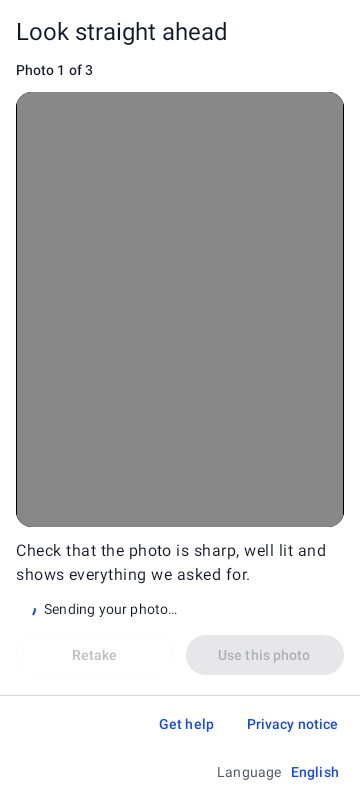 Look straight ahead
Photo 1 of 3
Check that the photo is sharp, well lit and
shows everything we asked for.
Sending your photo...
Retake
Use this photo
Get help
Privacy notice
Language English